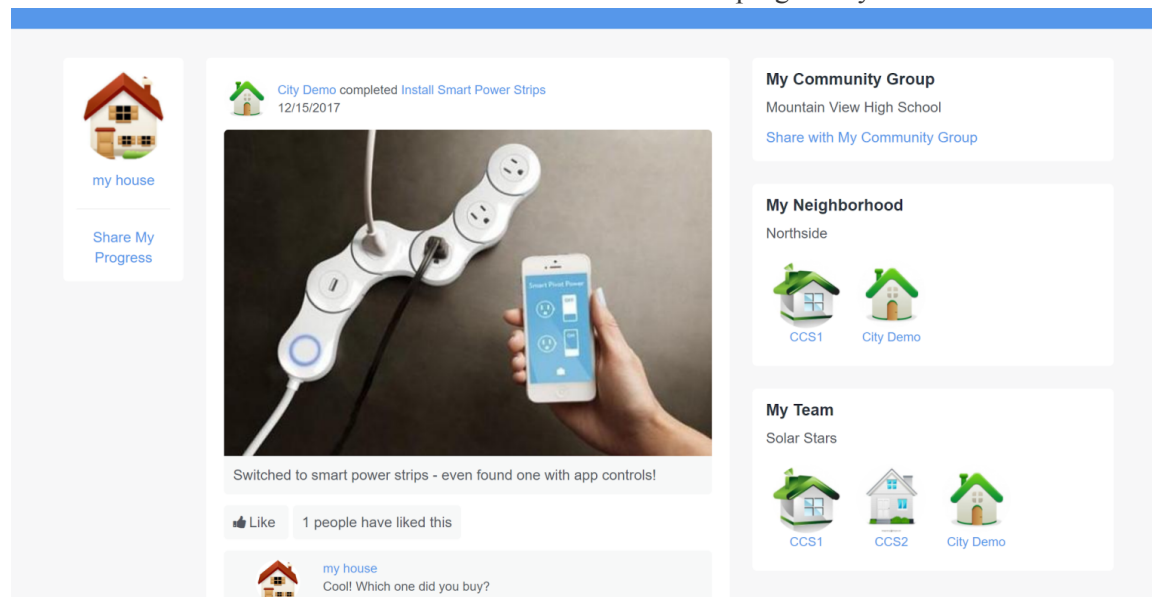 my house
Share My
Progress
City Demo completed Install Smart Power Strips
12/15/2017
Smart Pivot Power
Switched to smart power strips - even found one with app controls!
Like
1 people have liked this
my house
Cool! Which one did you buy?
My Community Group
Mountain View High School
Share with My Community Group
My Neighborhood
Northside
CCS1
City Demo
My Team
Solar Stars
CCS1
CCS2
City Demo